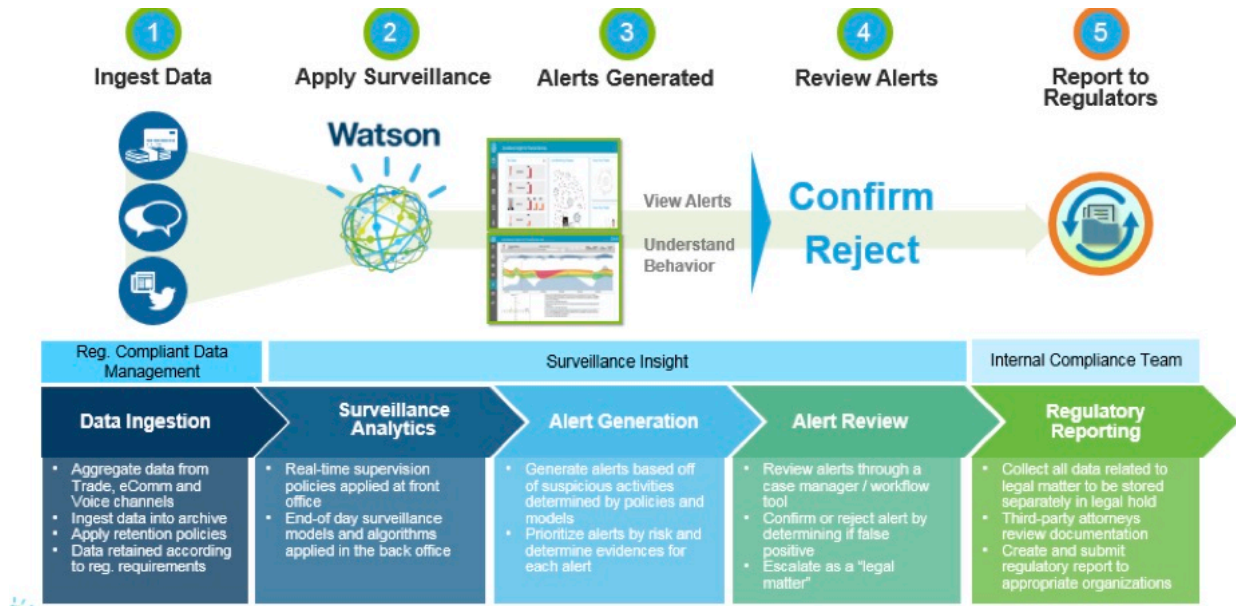 1
2
3
4
5
Ingest Data
Apply Surveillance
Alerts Generated
Review Alerts
Report to
Regulators
Watson
View Alerts
Understand
Behavior
Confirm
Reject
Reg. Compliant Data
Management
Surveillance Insight
Internal Compliance Team
Data Ingestion
Surveillance
Analytics
Alert Generation
Alert Review
Regulatory
Reporting
• Aggregate data from
Trade, eComm and
Voice channels
• Ingest data into archive
• Apply retention policies
• Data retained according
to reg. requirements
• Real-time supervision
policies applied at front
office
• End-of day surveillance
models and algorithms
applied in the back office
• Generate alerts based off
of suspicious activities
determined by policies and
models
• Prioritize alerts by risk and
determine evidences for
each alert
• Review alerts through a
case manager / workflow
tool
• Confirm or reject alert by
determining if false
positive
• Escalate as a “legal
matter”
• Collect all data related to
legal matter to be stored
separately in legal hold
• Third-party attorneys
review documentation
• Create and submit
regulatory report to
appropriate organizations